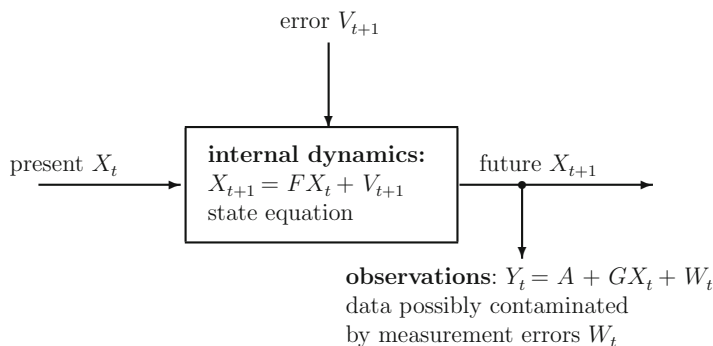 error V_{t+1}
present X_t
internal dynamics:
X_{t+1} = FX_t + V_{t+1}
state equation
future X_{t+1}
observations: Y_t = A + GX_t + W_t
data possibly contaminated
by measurement errors W_t